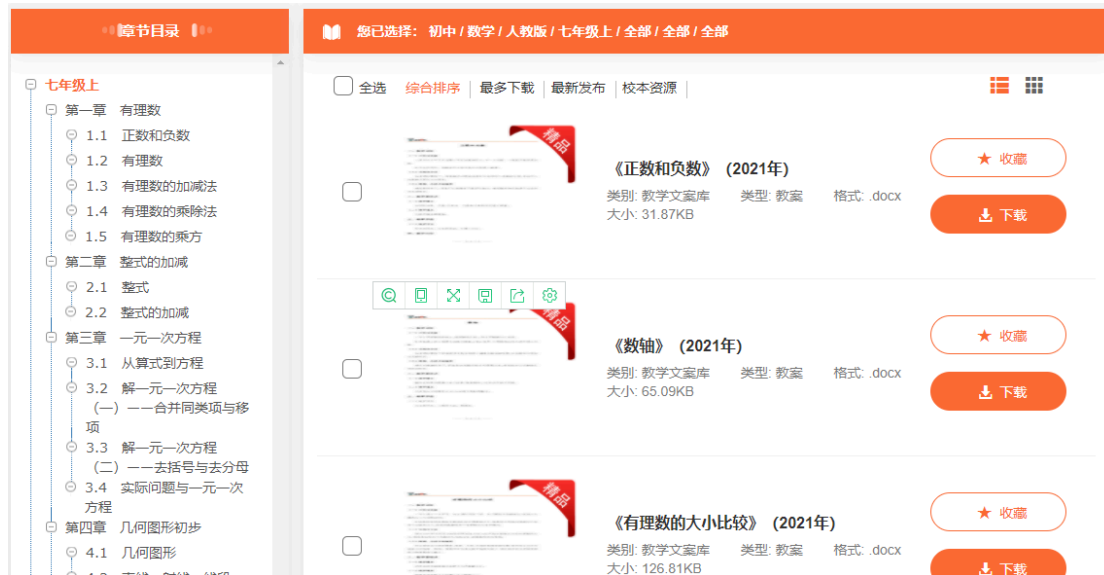 章节目录
七年级上
第一章 有理数
1.1 正数和负数
1.2 有理数
1.3 有理数的加减法
1.4 有理数的乘除法
1.5 有理数的乘方
第二章 整式的加减
2.1 整式
2.2 整式的加减
第三章 一元一次方程
3.1 从算式到方程
3.2 解一元一次方程
（一）——合并同类项与移
项
3.3 解一元一次方程
（二）——去括号与去分母
3.4 实际问题与一元一次
方程
第四章 几何图形初步
4.1 几何图形
您已选择： 初中 / 数学 / 人教版 / 七年级上 / 全部 / 全部 / 全部
全选 综合排序 最多下载 最新发布 校本资源
精品
《正数和负数》（2021年）
类别: 教学文案库 类型: 教案 格式: .docx
大小: 31.87KB
收藏
下载
精品
《数轴》（2021年）
类别: 教学文案库 类型: 教案 格式: .docx
大小: 65.09KB
收藏
下载
精品
《有理数的大小比较》（2021年）
类别: 教学文案库 类型: 教案 格式: .docx
大小: 126.81KB
收藏
下载